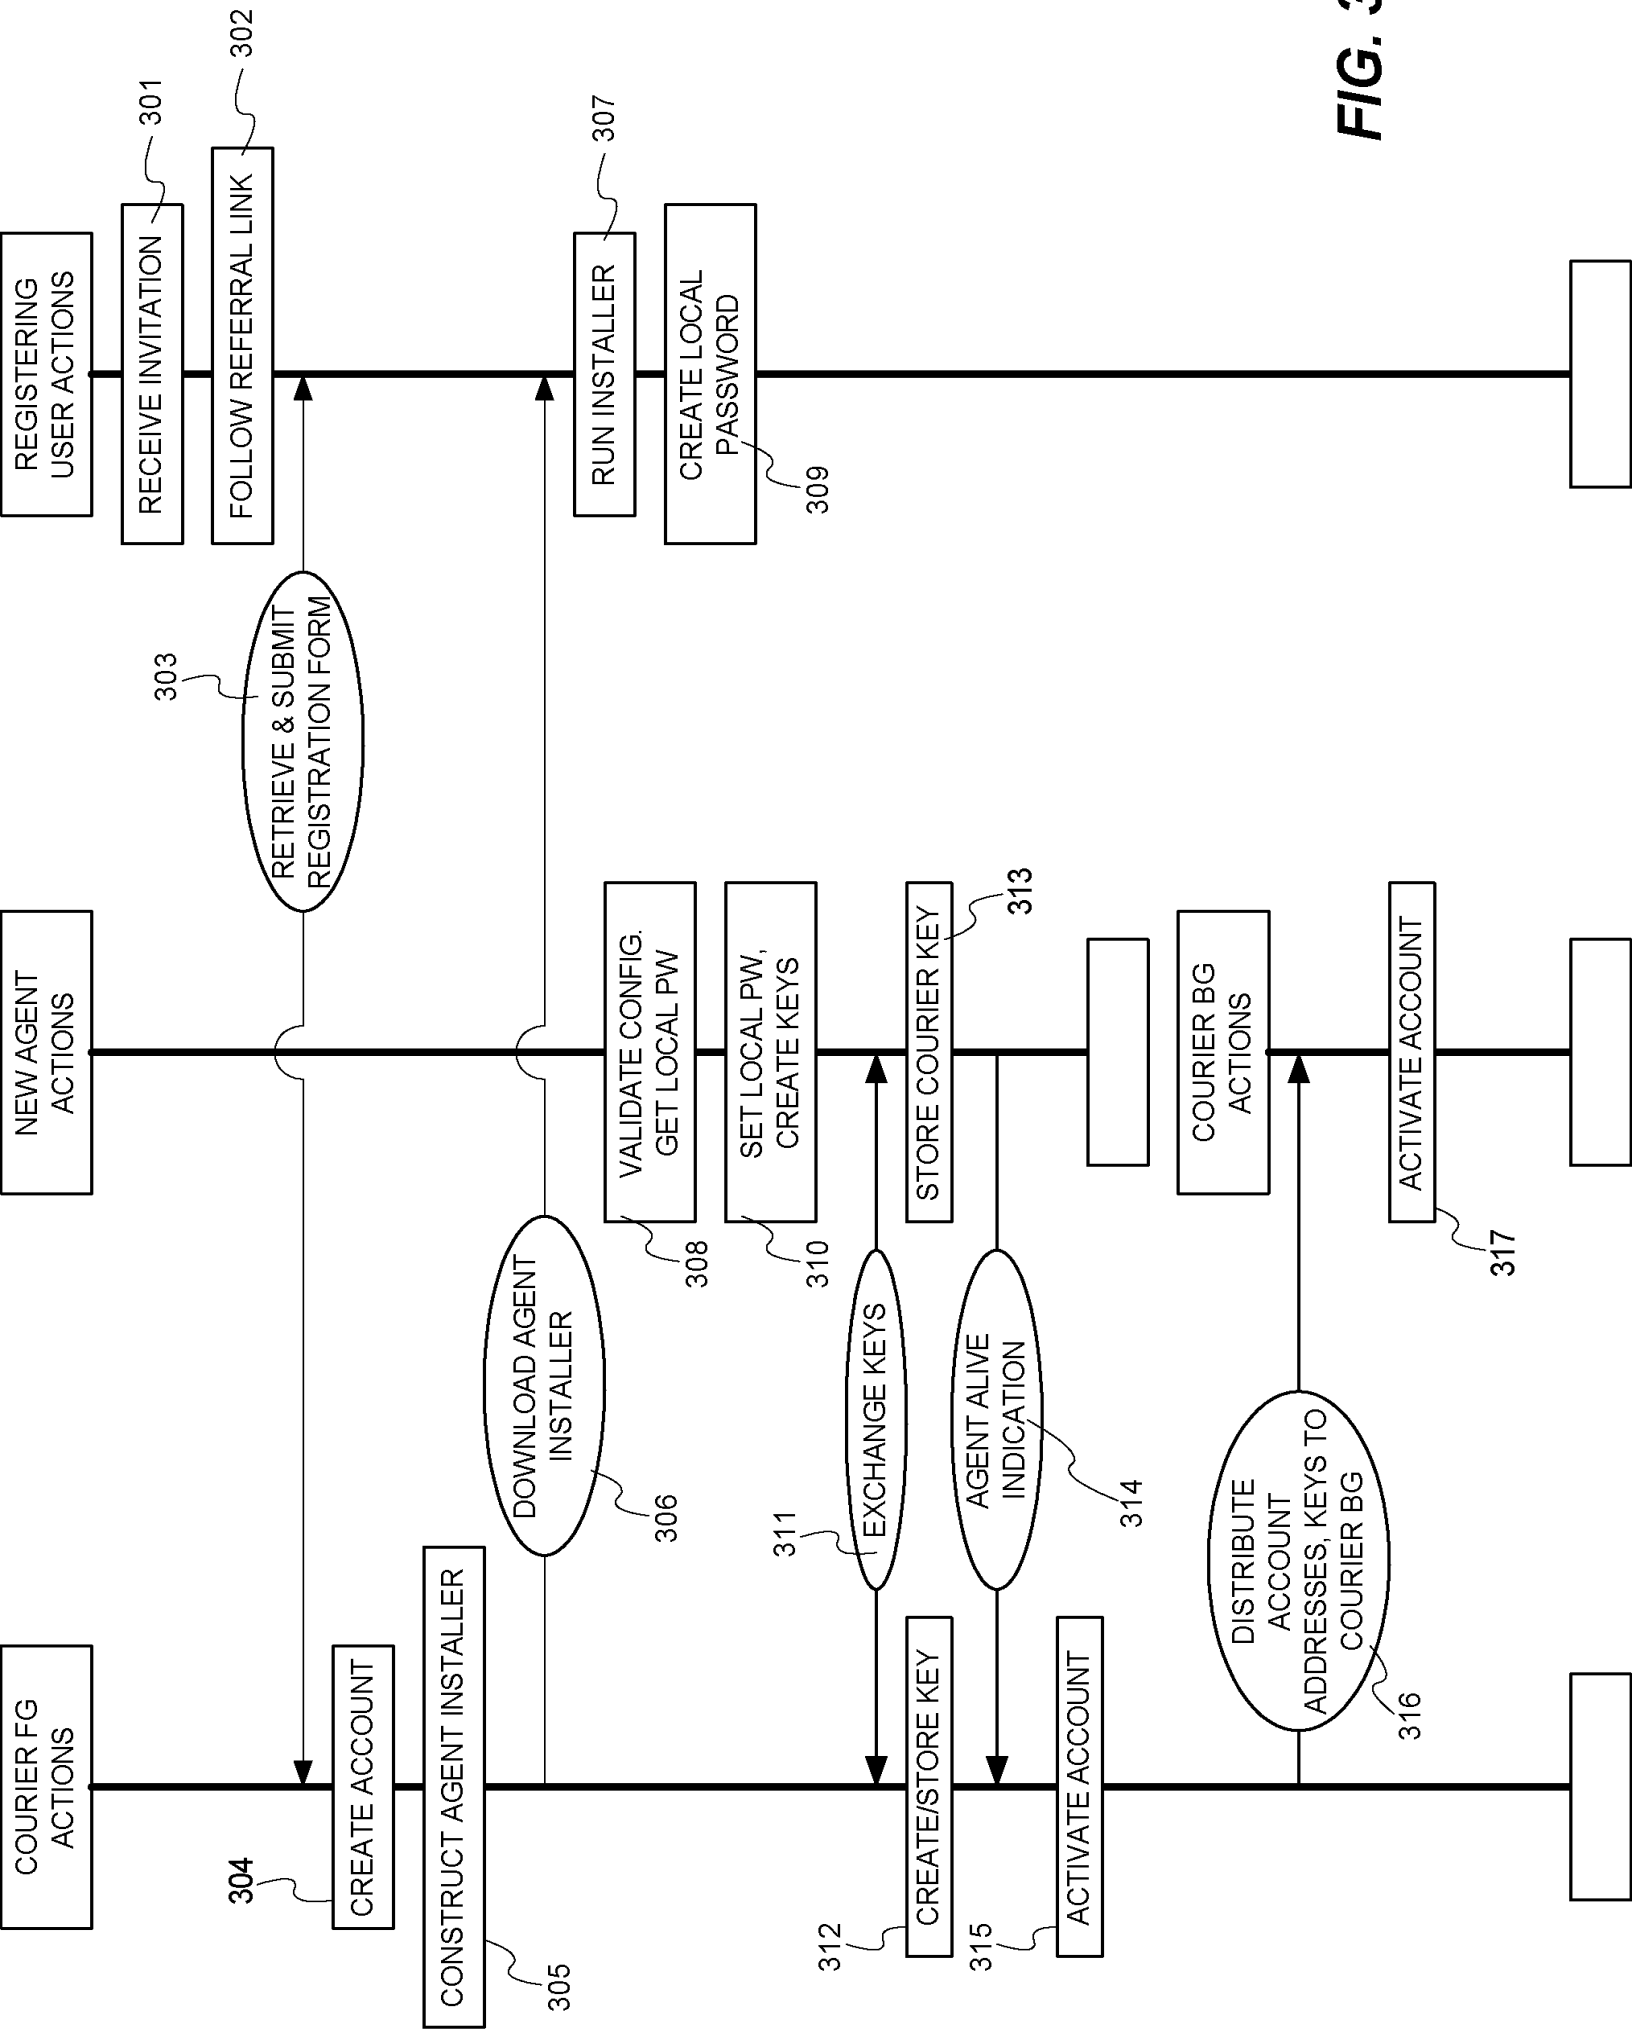 COURIER FG
ACTIONS
NEW AGENT
ACTIONS
REGISTERING
USER ACTIONS
RECEIVE INVITATION
301
FOLLOW REFERRAL LINK
302
RETRIEVE & SUBMIT
REGISTRATION FORM
303
CREATE ACCOUNT
304
CONSTRUCT AGENT INSTALLER
305
DOWNLOAD AGENT
INSTALLER
306
RUN INSTALLER
307
VALIDATE CONFIG.
GET LOCAL PW
308
CREATE LOCAL
PASSWORD
309
SET LOCAL PW,
CREATE KEYS
310
EXCHANGE KEYS
311
CREATE/STORE KEY
312
STORE COURIER KEY
313
AGENT ALIVE
INDICATION
314
ACTIVATE ACCOUNT
315
COURIER BG
ACTIONS
DISTRIBUTE
ACCOUNT
ADDRESSES, KEYS TO
COURIER BG
316
ACTIVATE ACCOUNT
317
FIG. 3